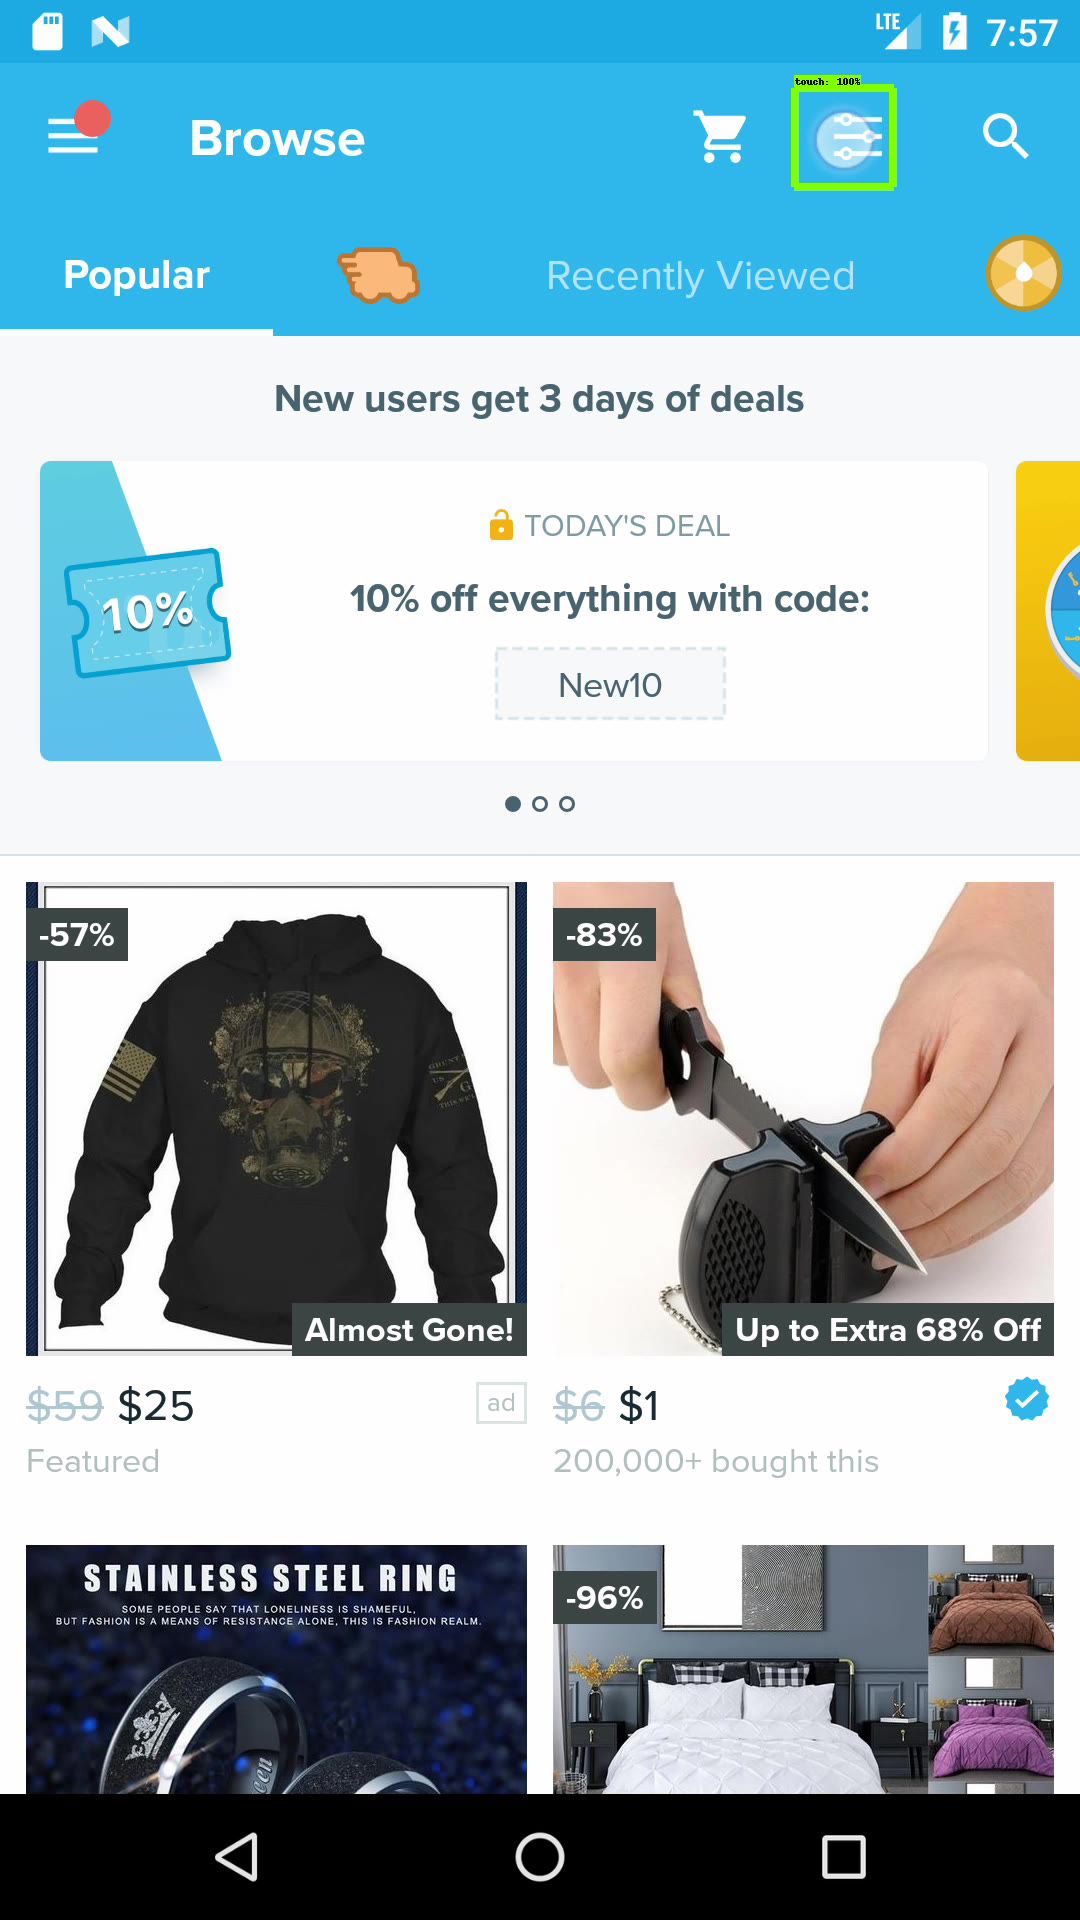 LTE 7:57
touch: 100%
Browse
Popular
Recently Viewed
New users get 3 days of deals
TODAY'S DEAL
10%
10% off everything with code:
New10
-57%
-83%
Almost Gone!
Up to Extra 68% Off
$59 $25
ad
$6 $1
Featured
200,000+ bought this
STAINLESS STEEL RING
SOME PEOPLE SAY THAT LONELINESS IS SHAMEFUL,
BUT FASHION IS A MEANS OF RESISTANCE ALONE, THIS IS FASHION REALM.
-96%